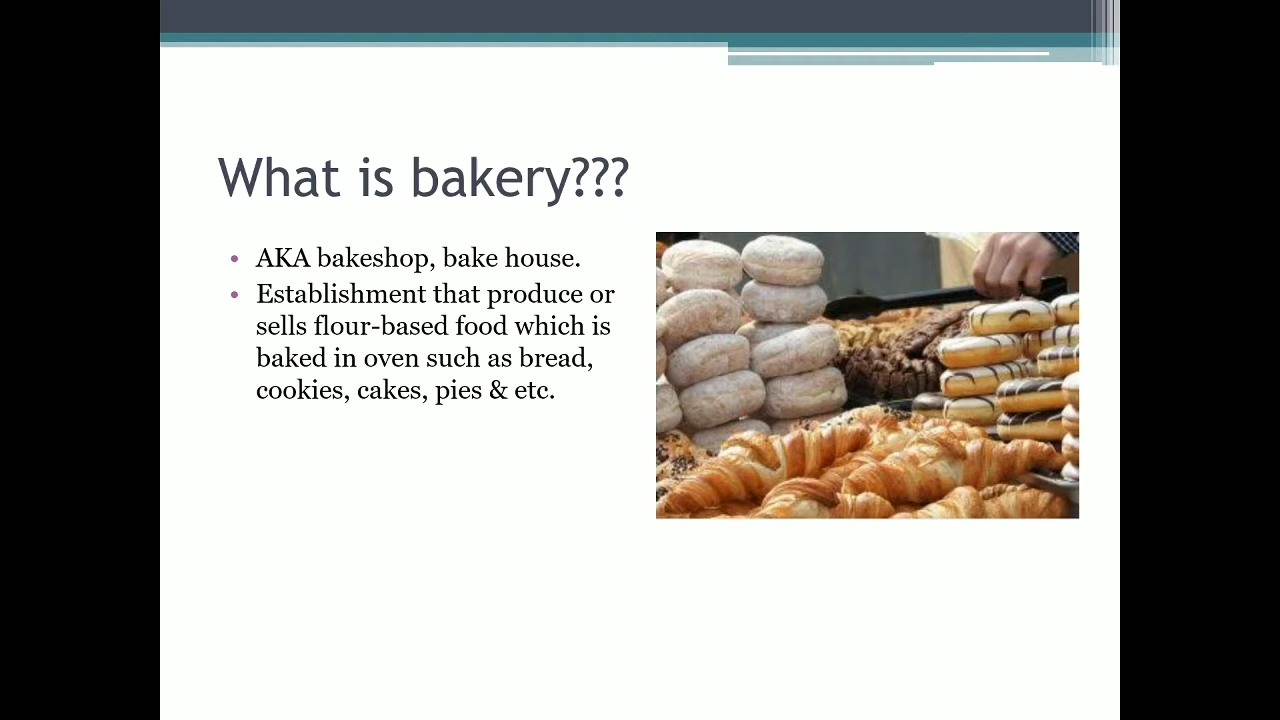 What is bakery???
• AKA bakeshop, bake house.
• Establishment that produce or
sells flour-based food which is
baked in oven such as bread,
cookies, cakes, pies & etc.